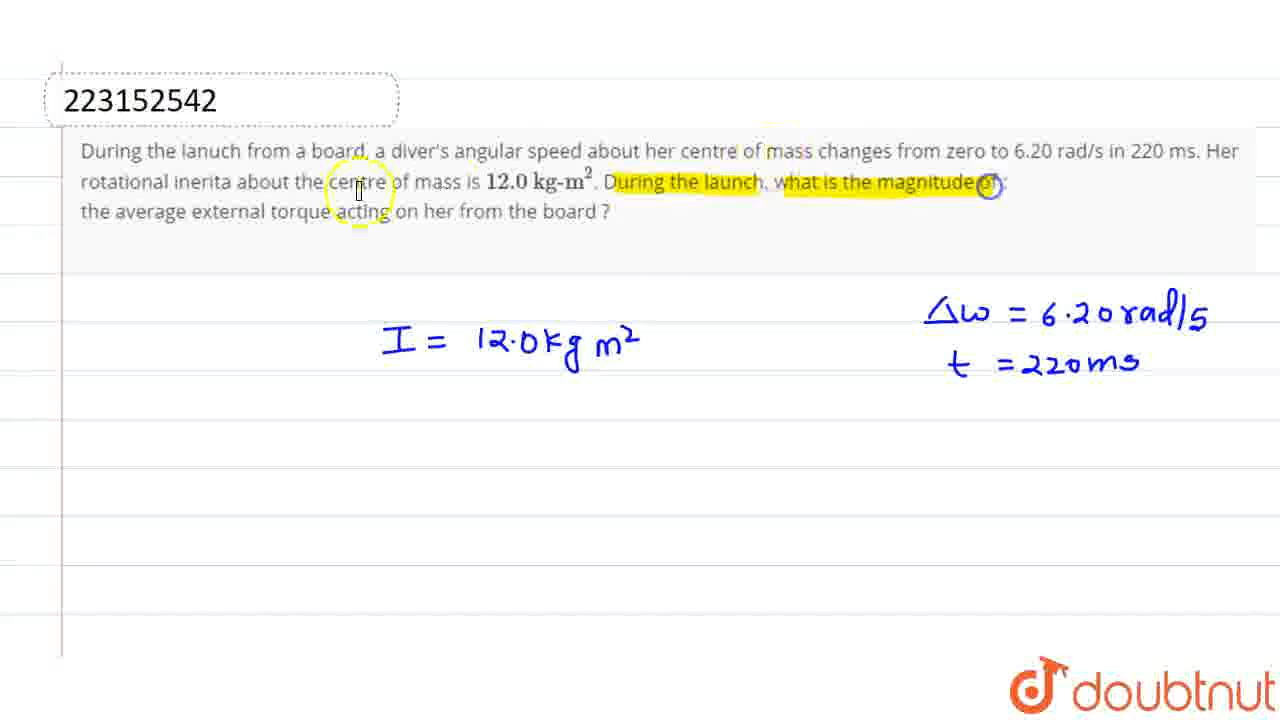 223152542
During the lanuch from a board, a diver's angular speed about her centre of mass changes from zero to 6.20 rad/s in 220 ms. Her
rotational inerita about the centre of mass is 12.0 kg-m². During the launch, what is the magnitude of:
the average external torque acting on her from the board ?
Δω = 6.20 rad/s
I = 12.0 kg m²
t = 220 ms
doubtnut